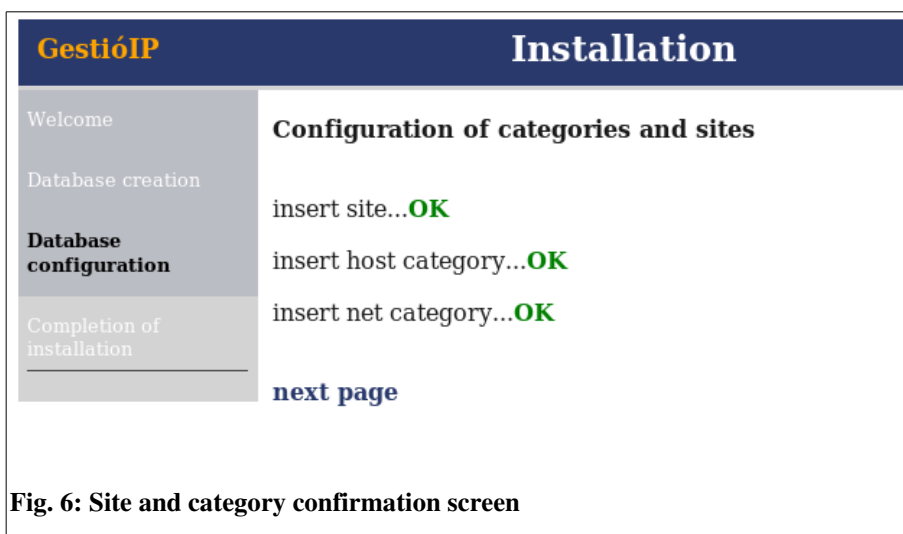 GestióIP
Installation
Welcome
Database creation
Database
configuration
Completion of
installation
Configuration of categories and sites
insert site...OK
insert host category...OK
insert net category...OK
next page
Fig. 6: Site and category confirmation screen